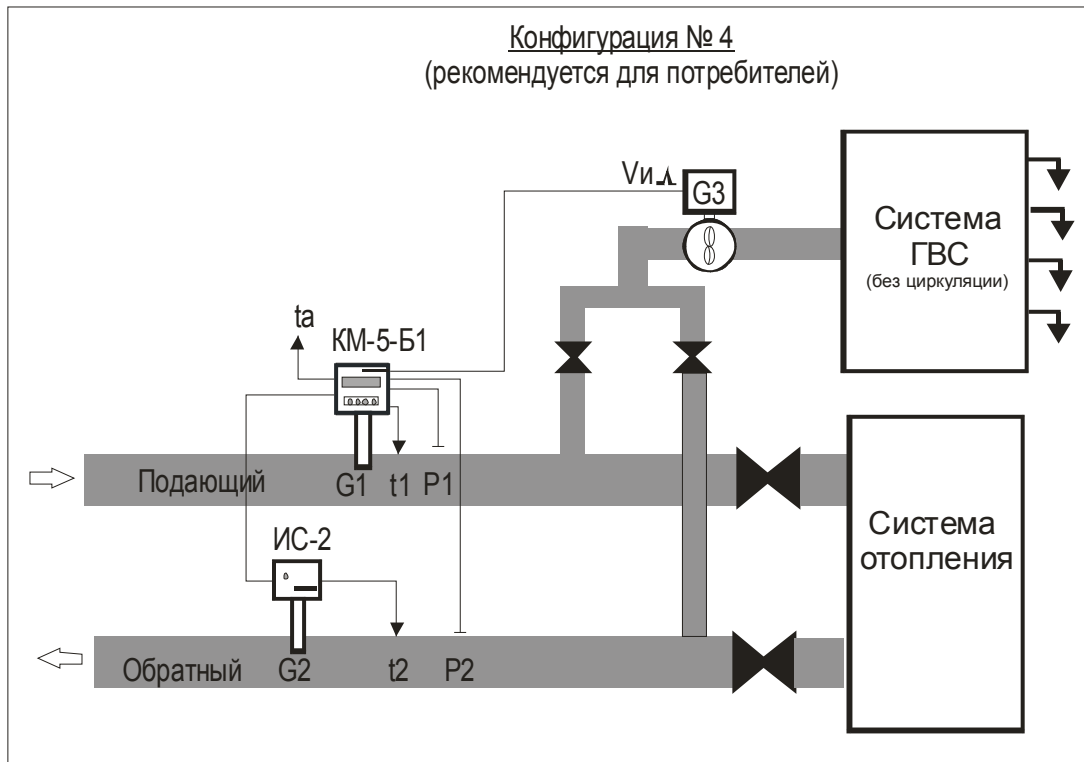 Конфигурация № 4
(рекомендуется для потребителей)
Vи
G3
Система
ГВС
(без циркуляции)
ta
КМ-5-Б1
Подающий
G1
t1
P1
Система
отопления
ИС-2
Обратный
G2
t2
P2